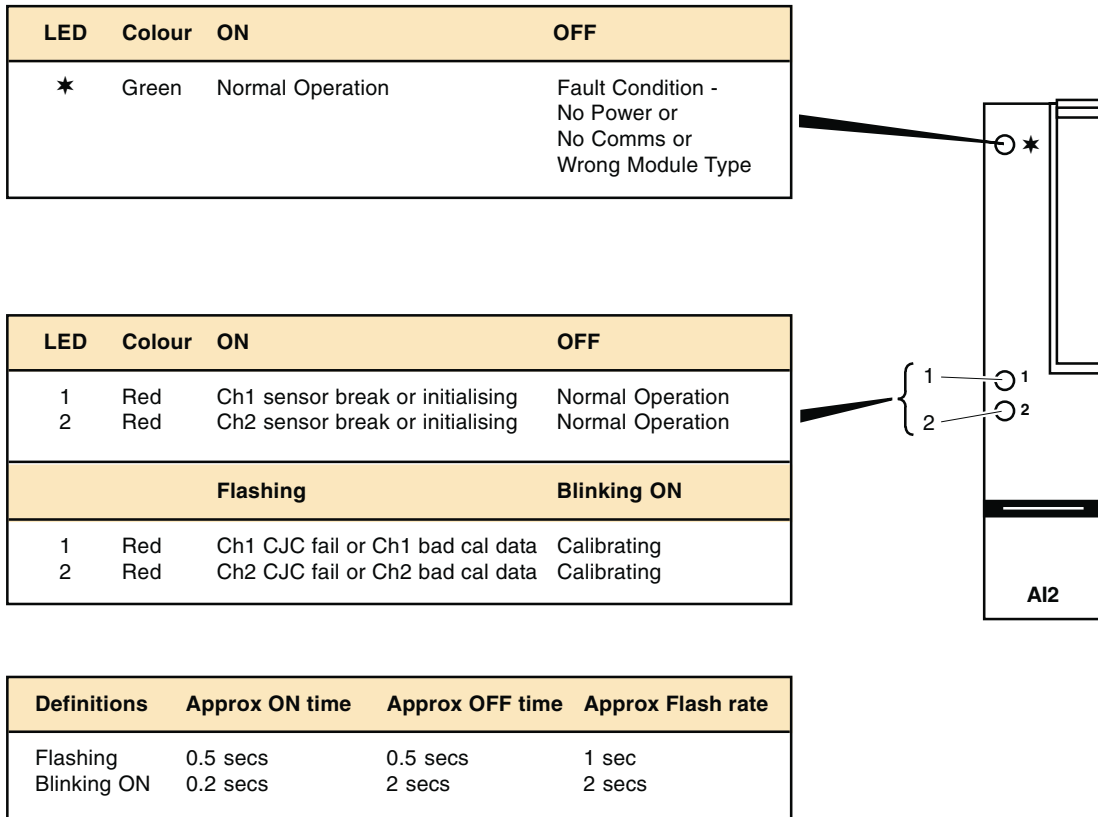 LED Colour ON OFF
✶ Green Normal Operation Fault Condition -
No Power or
No Comms or
Wrong Module Type
✶
LED Colour ON OFF
1 Red Ch1 sensor break or initialising Normal Operation
2 Red Ch2 sensor break or initialising Normal Operation
Flashing Blinking ON
1 Red Ch1 CJC fail or Ch1 bad cal data Calibrating
2 Red Ch2 CJC fail or Ch2 bad cal data Calibrating
1 1
2 2
AI2
Definitions Approx ON time Approx OFF time Approx Flash rate
Flashing 0.5 secs 0.5 secs 1 sec
Blinking ON 0.2 secs 2 secs 2 secs